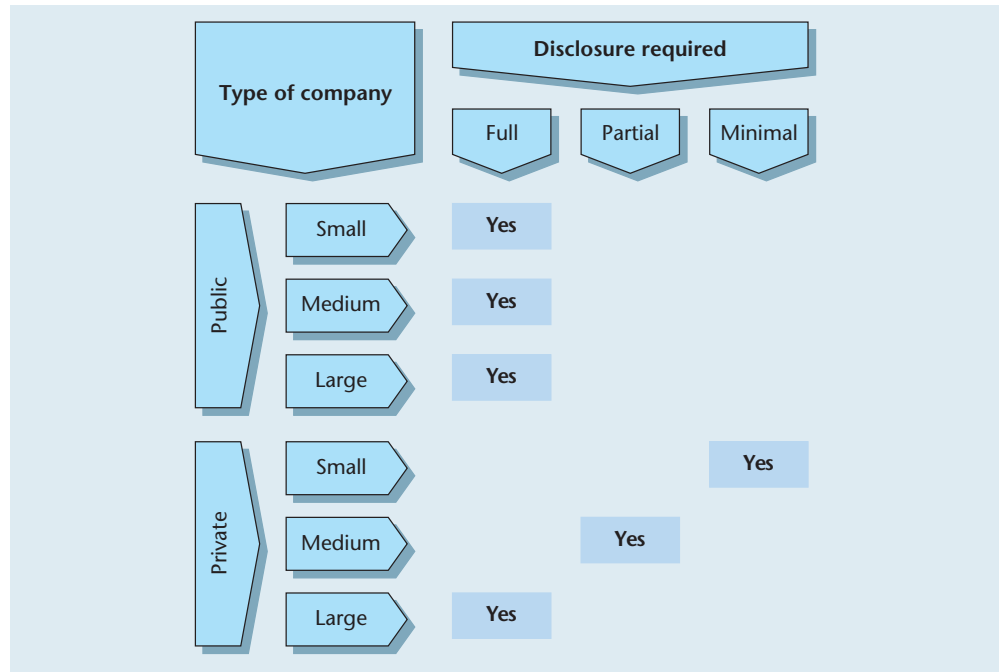 Type of company
Disclosure required
Full
Partial
Minimal
Public
Small
Yes
Medium
Yes
Large
Yes
Private
Small
Yes
Medium
Yes
Large
Yes